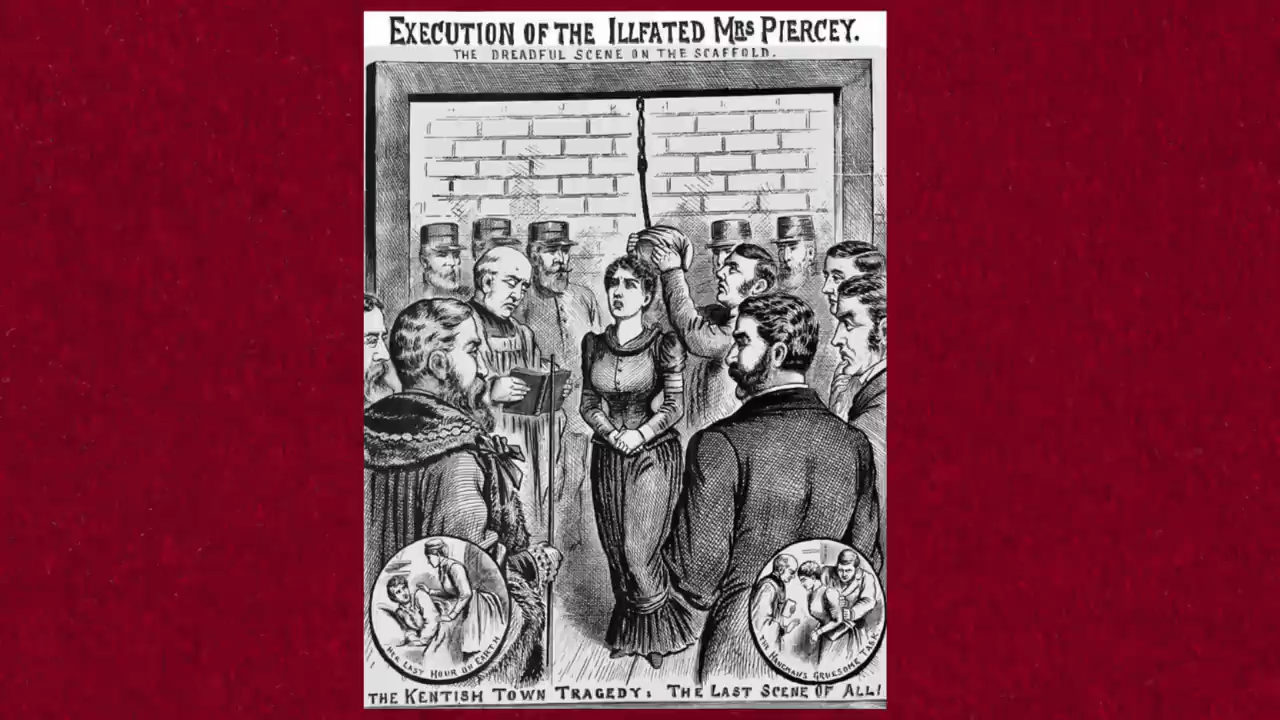 EXECUTION OF THE ILLFATED MRS PIERCEY.
THE DREADFUL SCENE ON THE SCAFFOLD.
HER LAST HOUR ON EARTH
THE HANGMANS GRUESOME TASK
THE KENTISH TOWN TRAGEDY: THE LAST SCENE OF ALL!